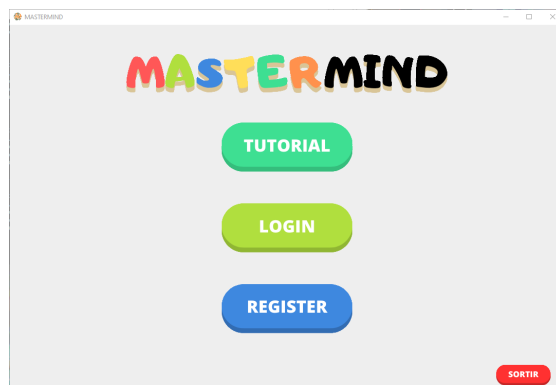 MASTERMIND
MASTERMIND
TUTORIAL
LOGIN
REGISTER
SORTIR